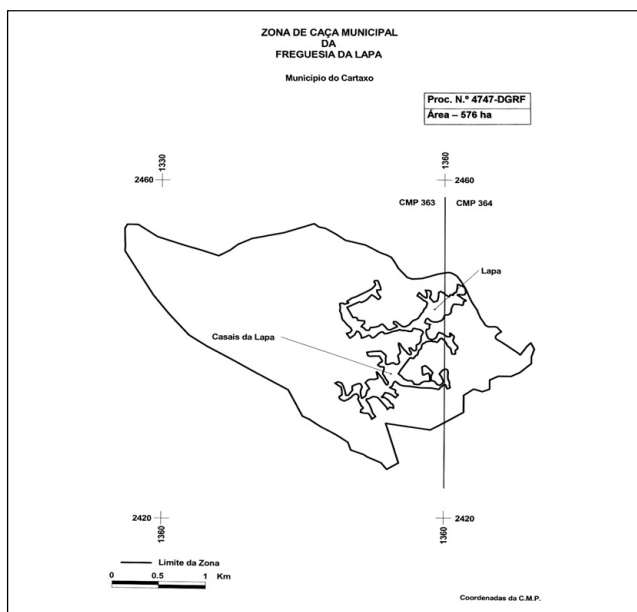 ZONA DE CAÇA MUNICIPAL
DA
FREGUESIA DA LAPA
Município do Cartaxo
Proc. N.º 4747-DGRF
Área – 576 ha
1330
1360
2460
2460
CMP 363
CMP 364
Lapa
Casais da Lapa
2420
2420
1360
1360
Limite da Zona
0 0.5 1 Km
Coordenadas da C.M.P.